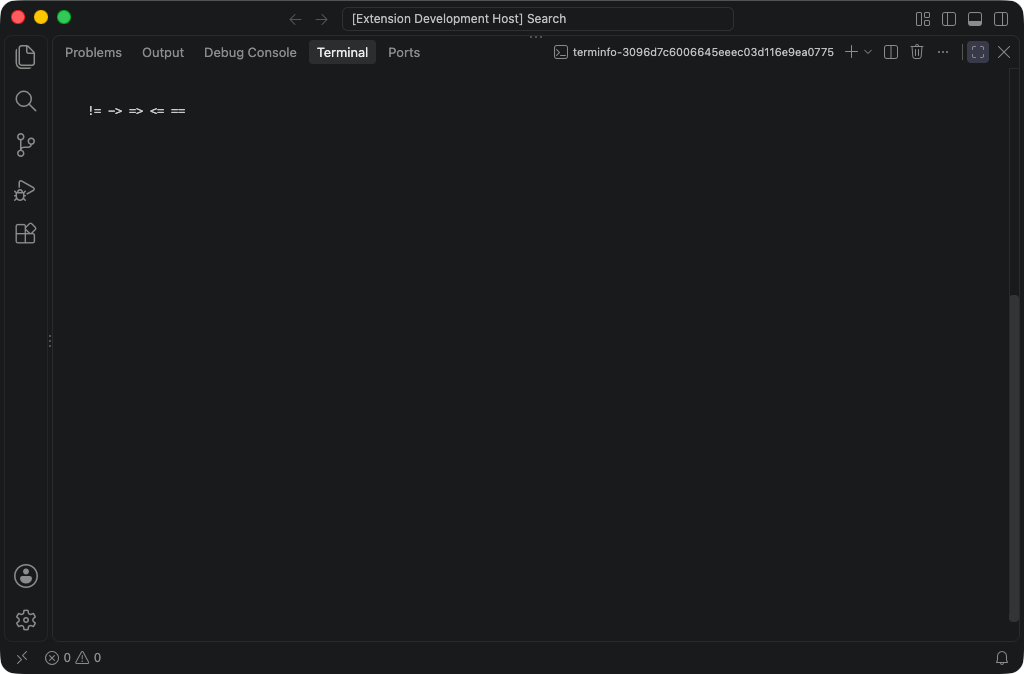 [Extension Development Host] Search
Problems Output Debug Console Terminal Ports
terminfo-3096d7c6006645eeec03d116e9ea0775
!= -> => <= ==
0 0